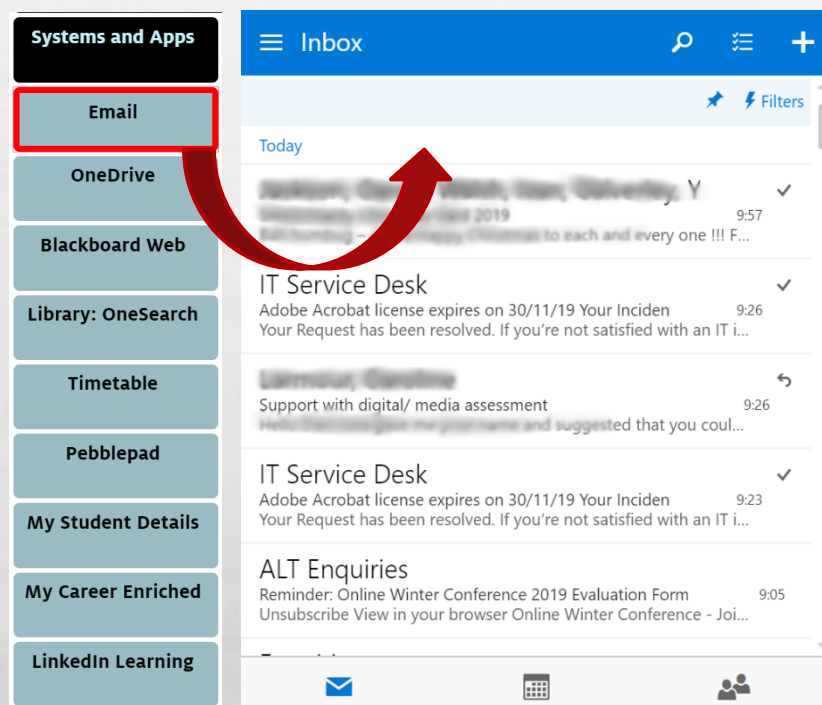 Systems and Apps
Email
OneDrive
Blackboard Web
Library: OneSearch
Timetable
Pebblepad
My Student Details
My Career Enriched
LinkedIn Learning
Inbox
Filters
Today
Y
2019
9:57
to each and every one !!! F...
IT Service Desk
Adobe Acrobat license expires on 30/11/19 Your Inciden 9:26
Your Request has been resolved. If you're not satisfied with an IT i...
Support with digital/ media assessment 9:26
and suggested that you coul...
IT Service Desk
Adobe Acrobat license expires on 30/11/19 Your Inciden 9:23
Your Request has been resolved. If you're not satisfied with an IT i...
ALT Enquiries
Reminder: Online Winter Conference 2019 Evaluation Form 9:05
Unsubscribe View in your browser Online Winter Conference - Joi...